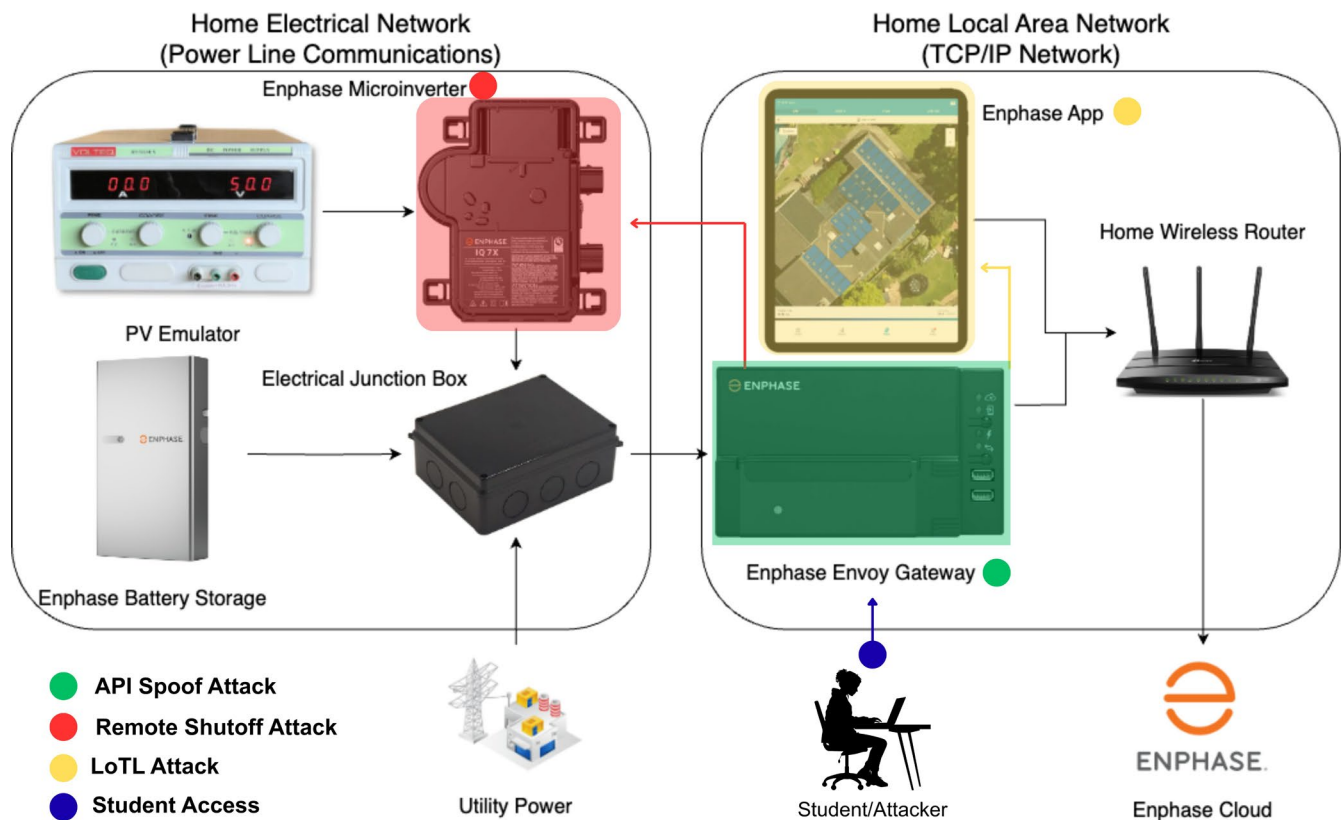 Home Electrical Network
(Power Line Communications)
Home Local Area Network
(TCP/IP Network)
Enphase Microinverter
Enphase App
VOLTEQ
00.0
50.0
A
V
Home Wireless Router
ENPHASE
IQ 7X
PV Emulator
Electrical Junction Box
ENPHASE
ENPHASE
Enphase Envoy Gateway
Enphase Battery Storage
API Spoof Attack
Remote Shutoff Attack
LoTL Attack
Student Access
Utility Power
Student/Attacker
ENPHASE.
Enphase Cloud